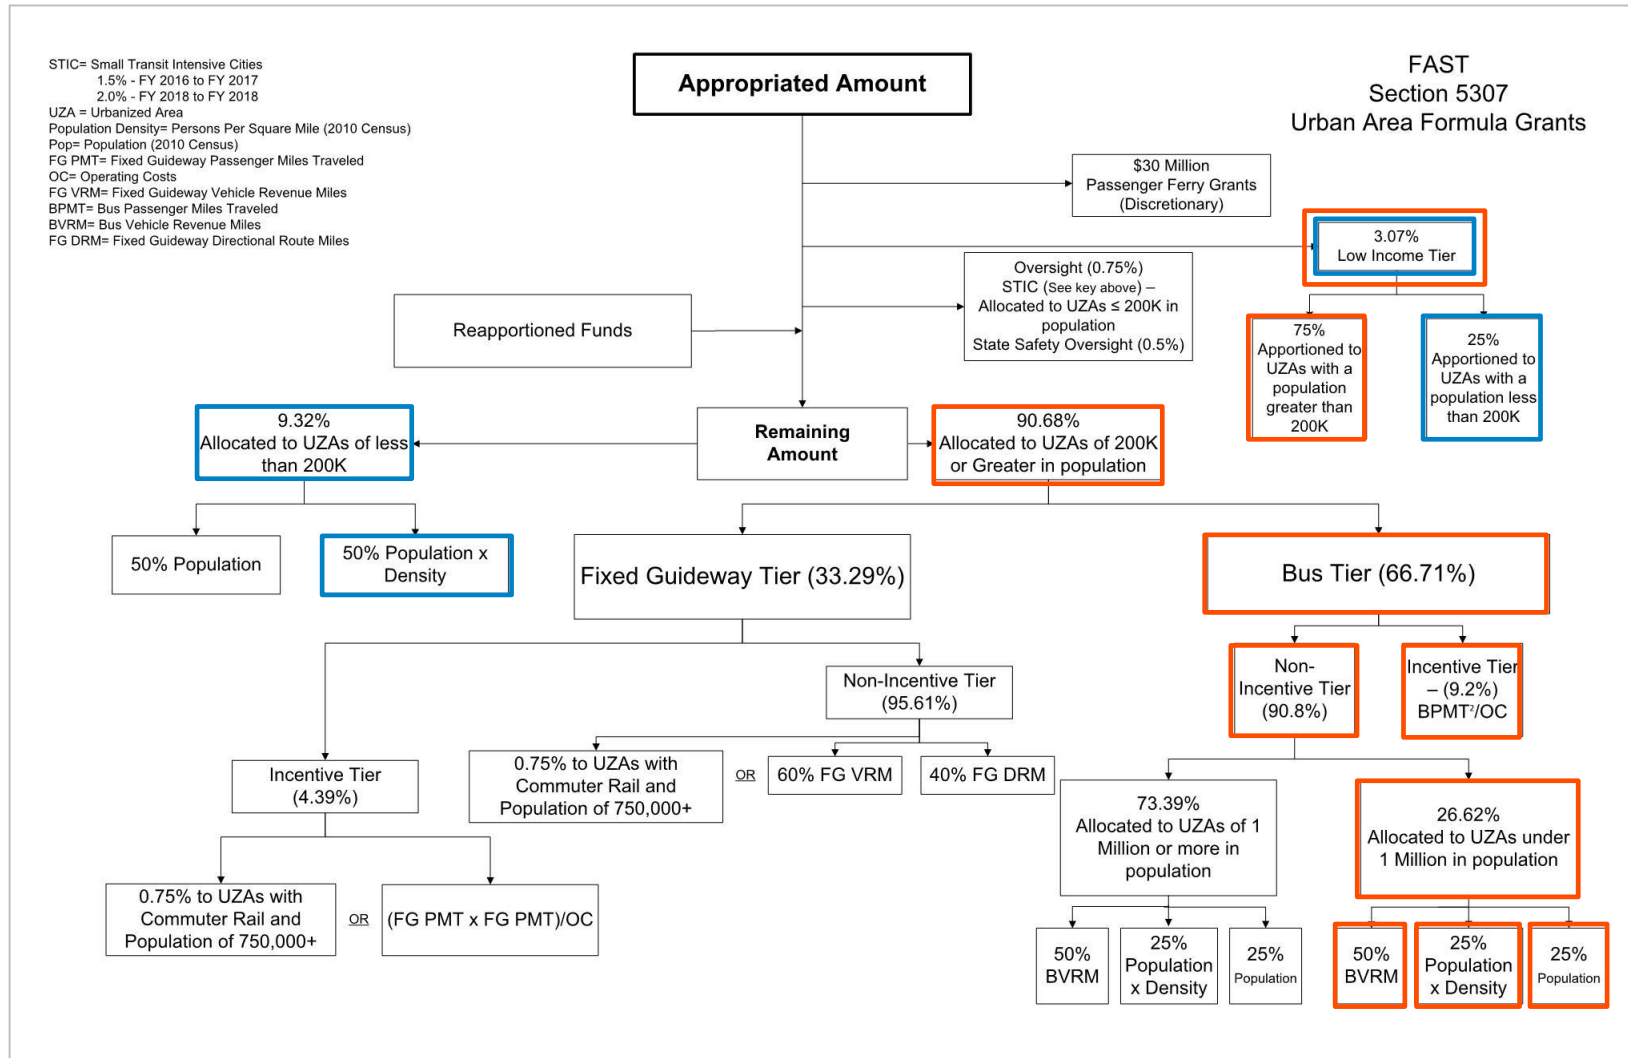 STIC= Small Transit Intensive Cities
1.5% - FY 2016 to FY 2017
2.0% - FY 2018 to FY 2018
UZA = Urbanized Area
Population Density= Persons Per Square Mile (2010 Census)
Pop= Population (2010 Census)
FG PMT= Fixed Guideway Passenger Miles Traveled
OC= Operating Costs
FG VRM= Fixed Guideway Vehicle Revenue Miles
BPMT= Bus Passenger Miles Traveled
BVRM= Bus Vehicle Revenue Miles
FG DRM= Fixed Guideway Directional Route Miles
Appropriated Amount
FAST
Section 5307
Urban Area Formula Grants
$30 Million
Passenger Ferry Grants
(Discretionary)
3.07%
Low Income Tier
Oversight (0.75%)
STIC (See key above) –
Allocated to UZAs ≤ 200K in
population
State Safety Oversight (0.5%)
Reapportioned Funds
75%
Apportioned to
UZAs with a
population
greater than
200K
25%
Apportioned to
UZAs with a
population less
than 200K
9.32%
Allocated to UZAs of less
than 200K
Remaining
Amount
90.68%
Allocated to UZAs of 200K
or Greater in population
50% Population
50% Population x
Density
Fixed Guideway Tier (33.29%)
Bus Tier (66.71%)
Non-Incentive Tier
(95.61%)
Non-
Incentive Tier
(90.8%)
Incentive Tier
– (9.2%)
BPMT²/OC
Incentive Tier
(4.39%)
0.75% to UZAs with
Commuter Rail and
Population of 750,000+
OR
60% FG VRM
40% FG DRM
73.39%
Allocated to UZAs of 1
Million or more in
population
26.62%
Allocated to UZAs under
1 Million in population
0.75% to UZAs with
Commuter Rail and
Population of 750,000+
OR
(FG PMT x FG PMT)/OC
50%
BVRM
25%
Population
x Density
25%
Population
50%
BVRM
25%
Population
x Density
25%
Population